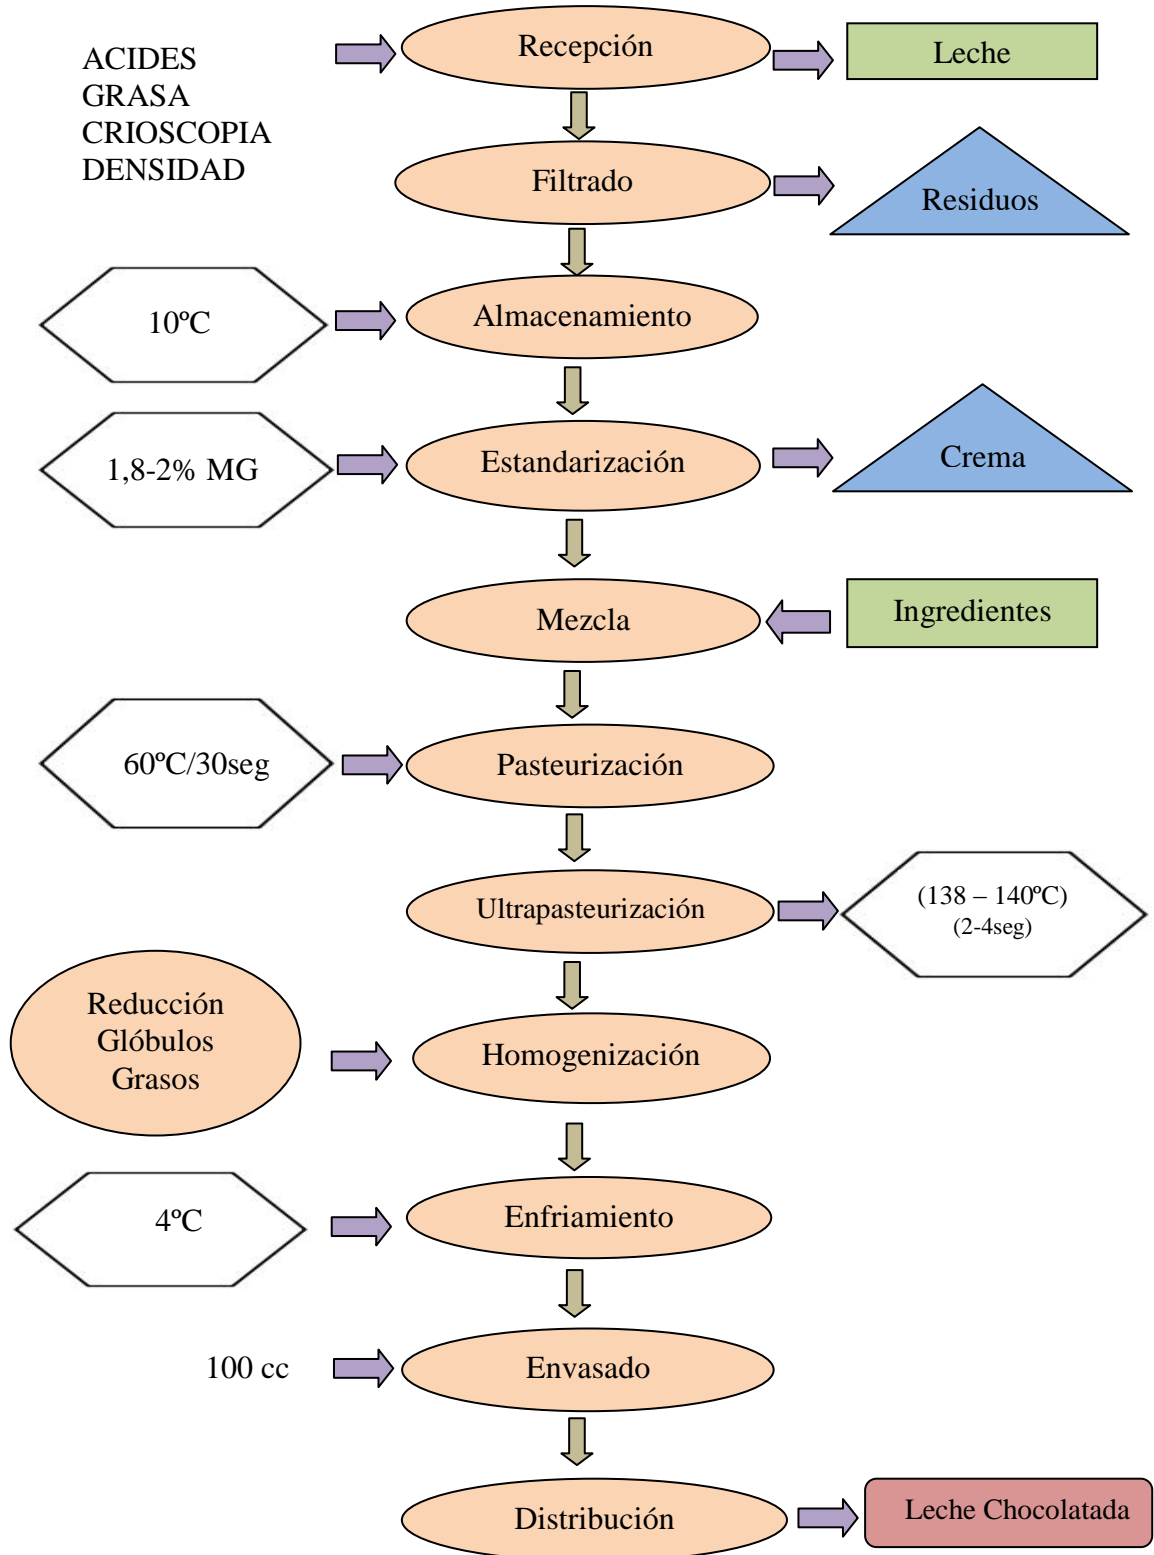 Recepción
Leche
ACIDES
GRASA
CRIOSCOPIA
DENSIDAD
Filtrado
Residuos
10ºC
Almacenamiento
1,8-2% MG
Estandarización
Crema
Mezcla
Ingredientes
60ºC/30seg
Pasteurización
Ultrapasteurización
(138 – 140ºC)
(2-4seg)
Reducción
Glóbulos
Grasos
Homogenización
4ºC
Enfriamiento
100 cc
Envasado
Distribución
Leche Chocolatada